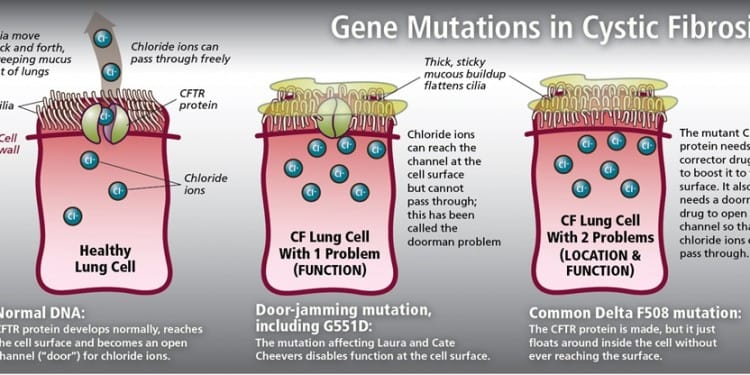 Gene Mutations in Cystic Fibrosi
ia move
ck and forth,
eeping mucus
t of lungs
Chloride ions can
pass through freely
CFTR
protein
ilia
Cell
wall
Cl-
Cl-
Cl-
Cl-
Cl-
Cl-
Chloride
ions
Healthy
Lung Cell
Normal DNA:
CFTR protein develops normally, reaches
he cell surface and becomes an open
hannel ("door") for chloride ions.
Thick, sticky
mucous buildup
flattens cilia
Cl-
Cl-
Cl-
Cl-
Cl-
Cl-
Cl-
Cl-
Chloride ions
can reach the
channel at the
cell surface
but cannot
pass through;
this has been
called the
doorman problem
CF Lung Cell
With 1 Problem
(FUNCTION)
Door-jamming mutation,
including G551D:
The mutation affecting Laura and Cate
Cheevers disables function at the cell surface.
Cl-
Cl-
Cl-
Cl-
Cl-
Cl-
Cl-
CF Lung Cell
With 2 Problems
(LOCATION &
FUNCTION)
The mutant C
protein needs
corrector dru
to boost it to
surface. It also
needs a doorm
drug to open
channel so tha
chloride ions
pass through.
Common Delta F508 mutation:
The CFTR protein is made, but it just
floats around inside the cell without
ever reaching the surface.